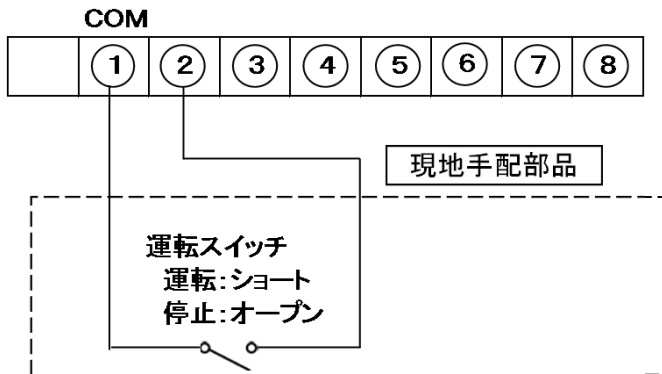 COM
① ② ③ ④ ⑤ ⑥ ⑦ ⑧
現地手配部品
運転スイッチ
運転:ショート
停止:オープン